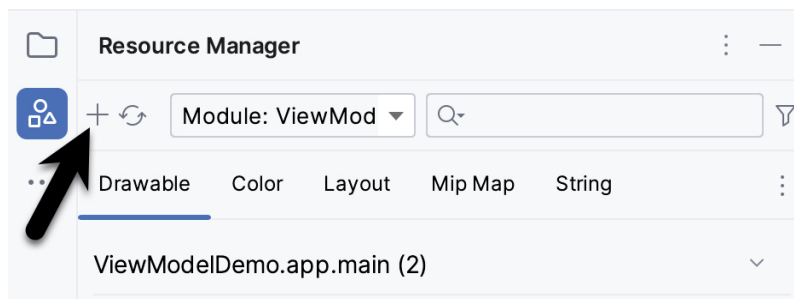 Resource Manager
Module: ViewMod
Drawable Color Layout Mip Map String
ViewModelDemo.app.main (2)